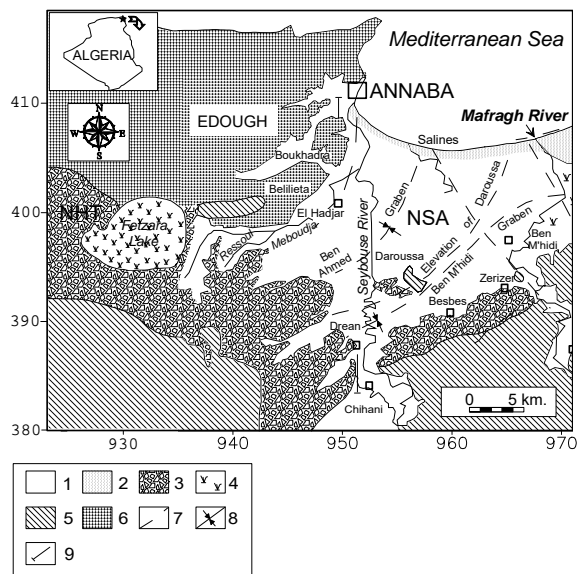 ALGERIA
Mediterranean Sea
N
W E
S
ANNABA
410
EDOUGH
Mafragh River
Salines
Boukhadra
Belilieta
Graben
Elevation of Daroussa
400
NHT
Fetzara
Lake
El Hadjar
NSA
Graben
Ben
M'hidi
Ressoul
Meboudja
Seybouse River
Ben
Ahmed
Daroussa
Ben M'hidi
Zerizer
Besbes
390
Drean
Chihani
0 5 km.
380
930 940 950 960 970
1 2 3 4
5 6 7 8
9